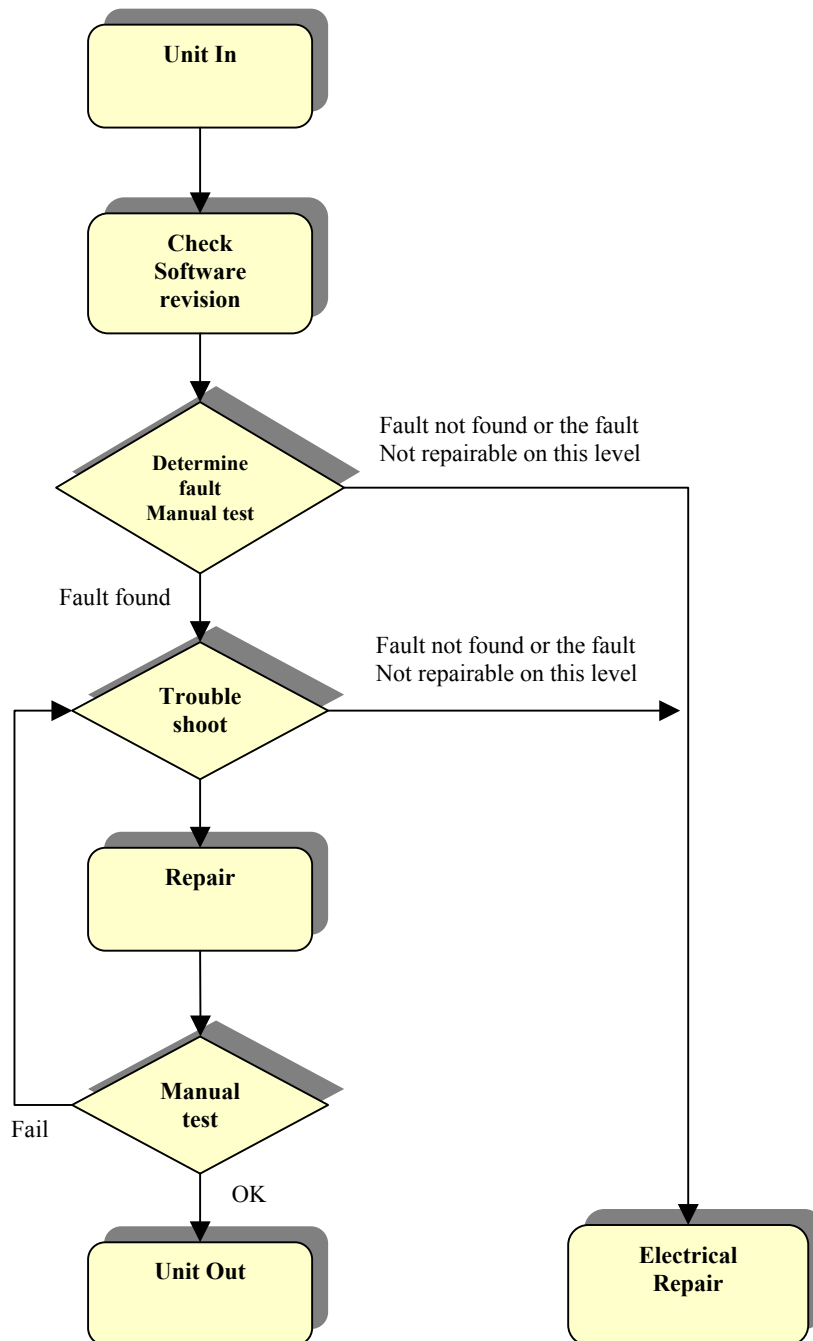 Unit In
Check
Software
revision
Determine
fault
Manual test
Fault not found or the fault
Not repairable on this level
Fault found
Trouble
shoot
Fault not found or the fault
Not repairable on this level
Repair
Manual
test
Fail
OK
Unit Out
Electrical
Repair